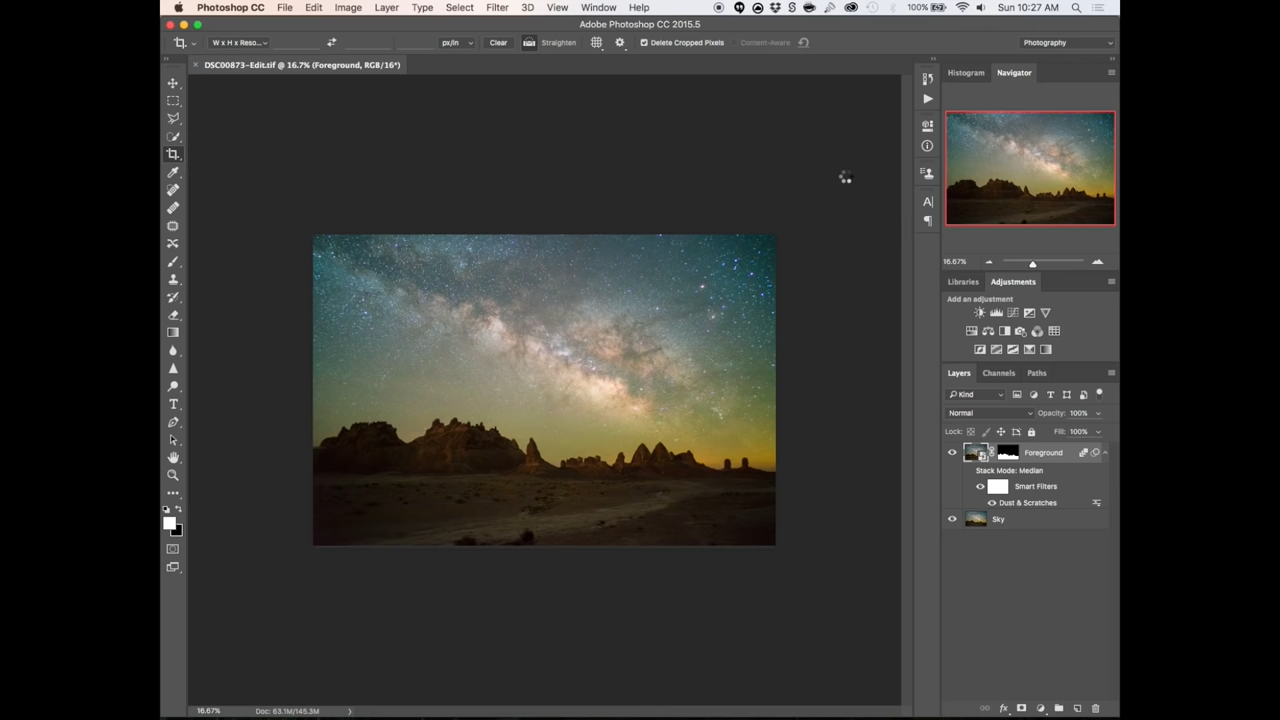 Photoshop CC File Edit Image Layer Type Select Filter 3D View Window Help 100% Sun 10:27 AM
Adobe Photoshop CC 2015.5
W x H x Reso... px/in Clear Straighten Delete Cropped Pixels Content-Aware Photography
DSC00873-Edit.tif @ 16.7% (Foreground, RGB/16*)
Histogram Navigator
16.67%
Libraries Adjustments
Add an adjustment
Layers Channels Paths
Kind
Normal Opacity: 100%
Lock: Fill: 100%
Foreground
Stack Mode: Median
Smart Filters
Dust & Scratches
Sky
16.67% Doc: 63.1M/145.3M